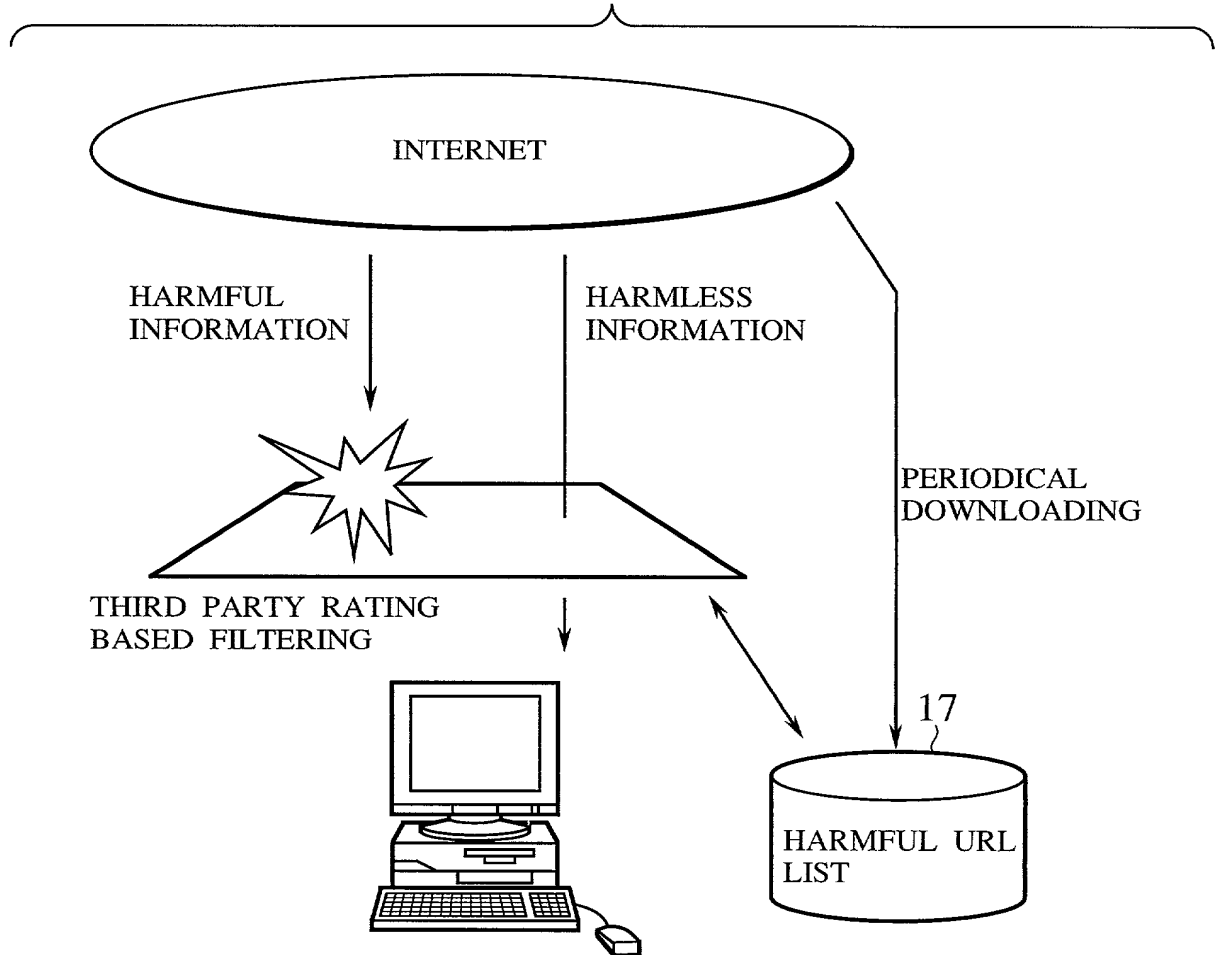 INTERNET
HARMFUL
INFORMATION
HARMLESS
INFORMATION
PERIODICAL
DOWNLOADING
THIRD PARTY RATING
BASED FILTERING
17
HARMFUL URL
LIST